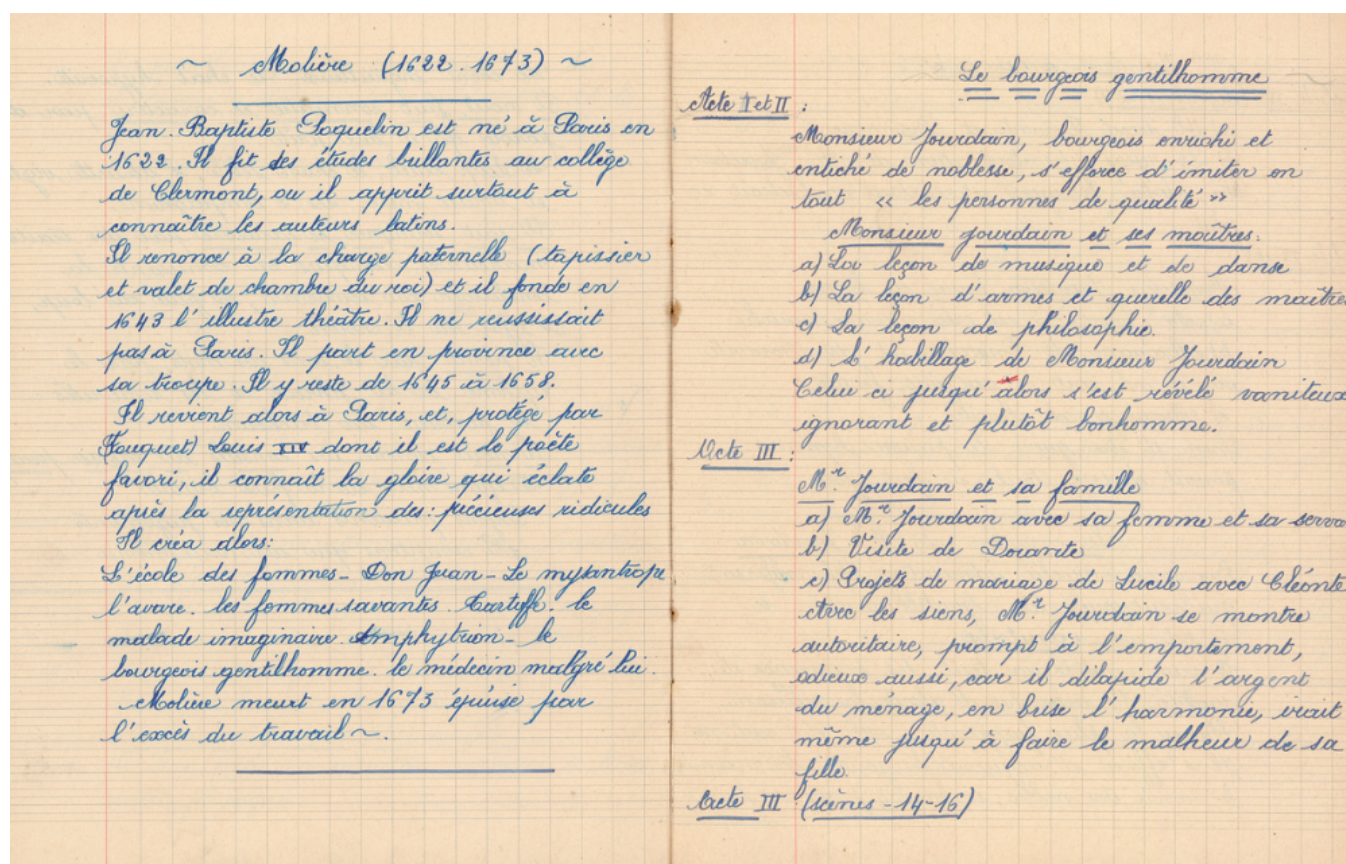 ~ Molière (1622.1673) ~
Jean.Baptiste Poquelin est né à Paris en
1622. Il fit des études brillantes au collège
de Clermont, ou il apprit surtout à
connaître les auteurs latins.
Il renonce à la charge paternelle (tapissier
et valet de chambre du roi) et il fonde en
1643 l'illustre théâtre. Il ne reussissait
pas à Paris. Il part en province avec
sa troupe. Il y reste de 1645 à 1658.
Il revient alors à Paris, et, protégé par
(Fouquet) Louis XIV dont il est le poète
favori, il connaît la gloire qui éclate
après la représentation des: précieuses ridicules
Il créa alors:
L'école des femmes - Don Juan - Le mysantrope
l'avare. les femmes savantes. Tartuffe. le
malade imaginaire. Amphytrion - le
bourgeois gentilhomme. le médecin malgré lui.
Molière meurt en 1673 épuise par
l'excès du travail ~.
Le bourgeois gentilhomme
Acte I et II :
Monsieur Jourdain, bourgeois enrichi et
entiché de noblesse, s'efforce d'imiter en
tout « les personnes de qualité »
Monsieur Jourdain et ses maîtres.
a) La leçon de musique et de danse
b) La leçon d'armes et querelle des maîtres
c) La leçon de philosophie.
d) L'habillage de Monsieur Jourdain
Celui ci jusqu'alors s'est révélé vaniteux
ignorant et plutôt bonhomme.
Acte III :
Mr. Jourdain et sa famille
a) Mr. Jourdain avec sa femme et sa serva
b) Visite de Dorante
c) Projets de mariage de Lucile avec Cléonte
Avec les siens, Mr. Jourdain se montre
autoritaire, prompt à l'emportement,
odieux aussi, car il dilapide l'argent
du ménage, en brise l'harmonie, irait
même jusqu'à faire le malheur de sa
fille.
Acte III (scènes - 14-16)